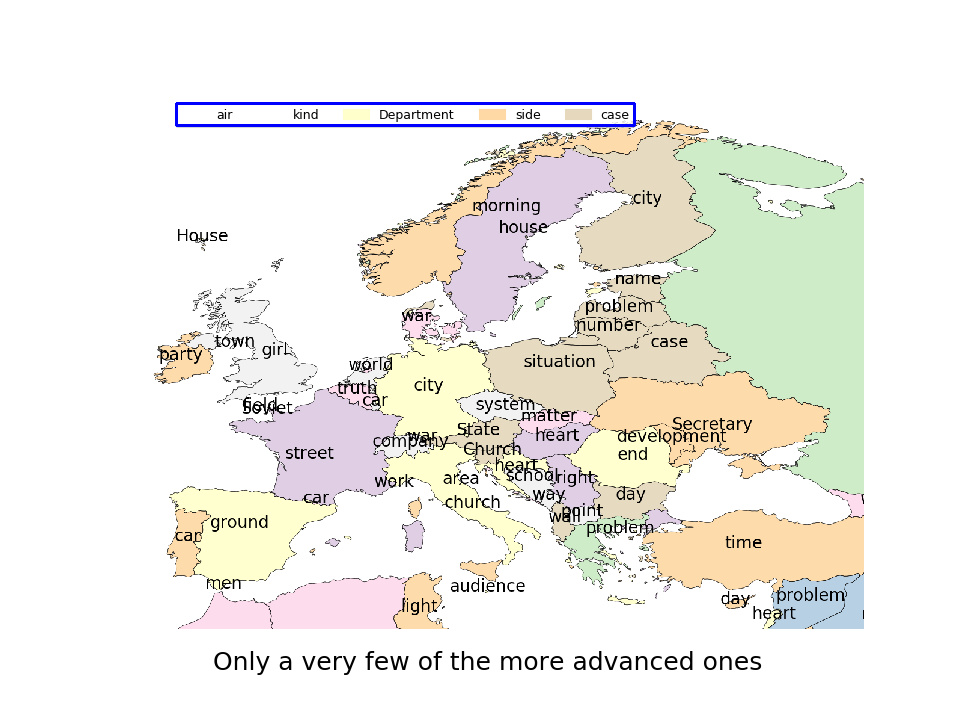 air kind Department side case
city
morning
house
House
name
problem
war
number
town
girl
case
party
situation
world
city
truth
car
field
Soviet
system
matter
Secretary
State
heart
development
war
company
Church
street
end
heart
school
right
area
work
way
day
car
church
point
wall
ground
problem
car
time
men
audience
problem
day
light
heart
Only a very few of the more advanced ones